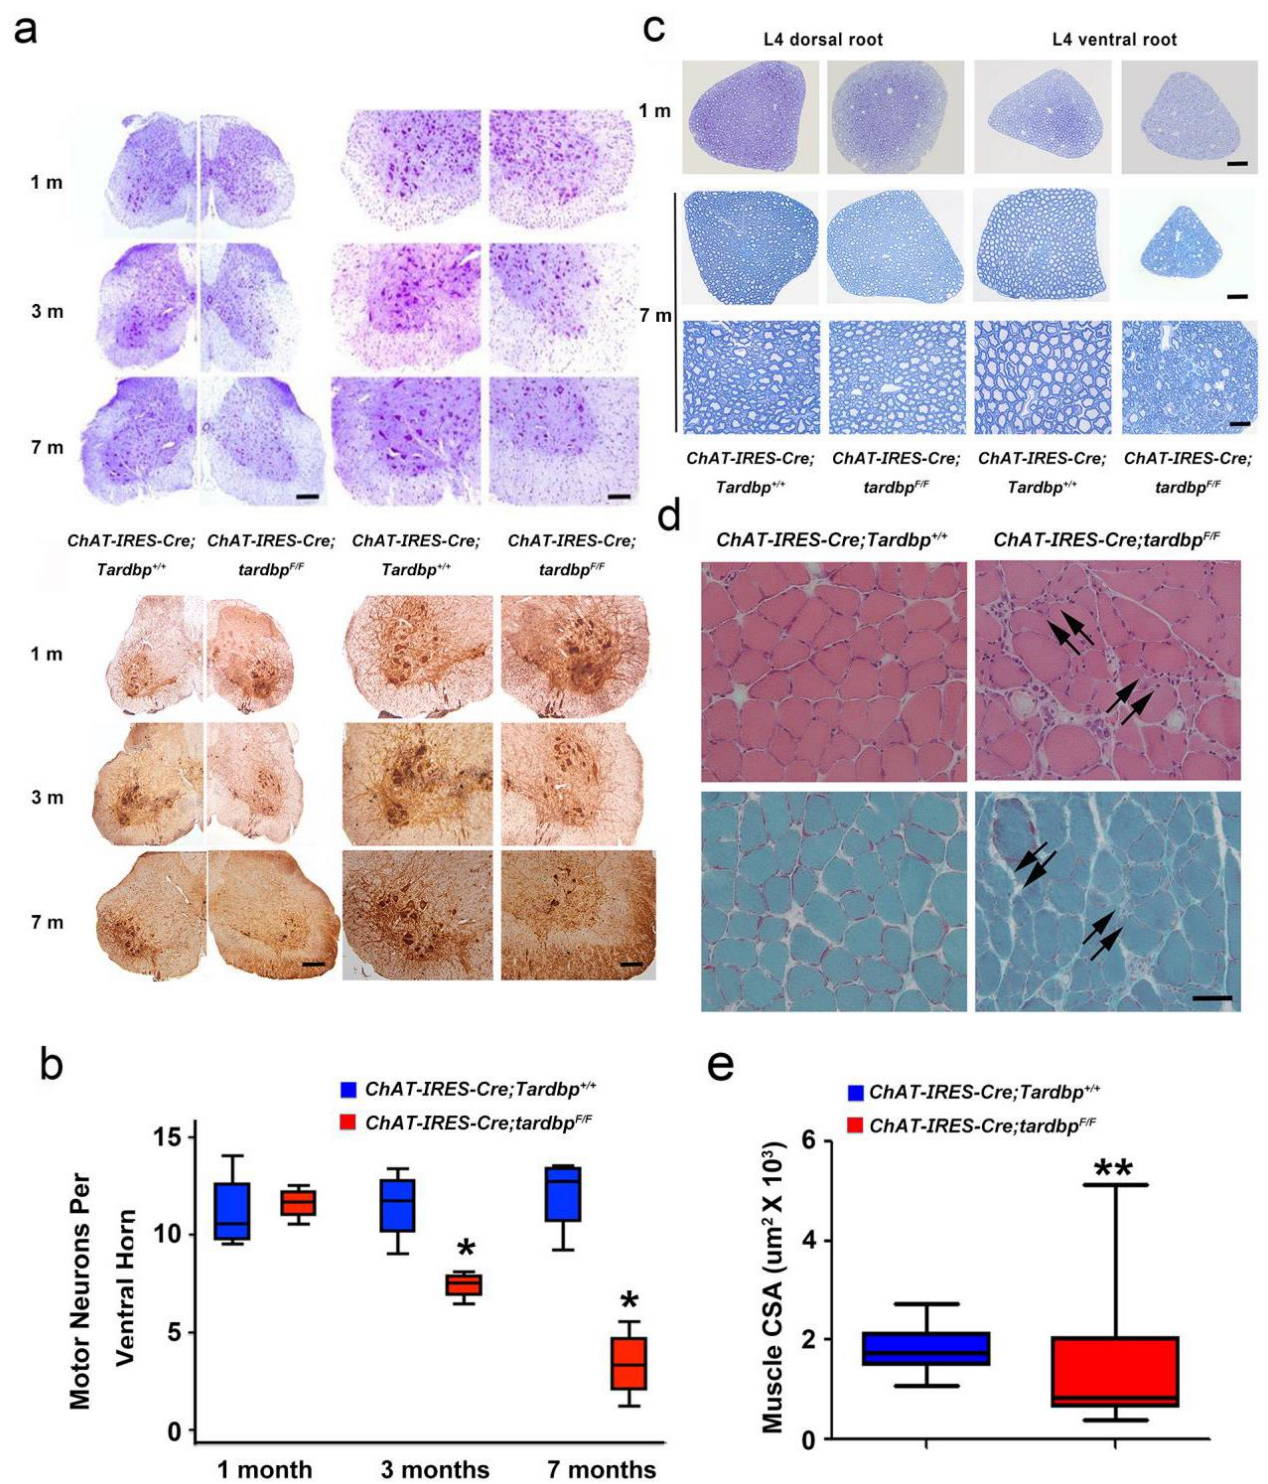 a
1 m
3 m
7 m
ChAT-IRES-Cre; ChAT-IRES-Cre; ChAT-IRES-Cre; ChAT-IRES-Cre;
Tardbp+/+ tardbpF/F Tardbp+/+ tardbpF/F
1 m
3 m
7 m
b
ChAT-IRES-Cre;Tardbp+/+
ChAT-IRES-Cre;tardbpF/F
Motor Neurons Per
Ventral Horn
15
10
5
0
*
*
1 month 3 months 7 months
c
L4 dorsal root L4 ventral root
1 m
7 m
ChAT-IRES-Cre; ChAT-IRES-Cre; ChAT-IRES-Cre; ChAT-IRES-Cre;
Tardbp+/+ tardbpF/F Tardbp+/+ tardbpF/F
d
ChAT-IRES-Cre;Tardbp+/+ ChAT-IRES-Cre;tardbpF/F
e
ChAT-IRES-Cre;Tardbp+/+
ChAT-IRES-Cre;tardbpF/F
Muscle CSA (um2 X 103)
6
4
2
0
**